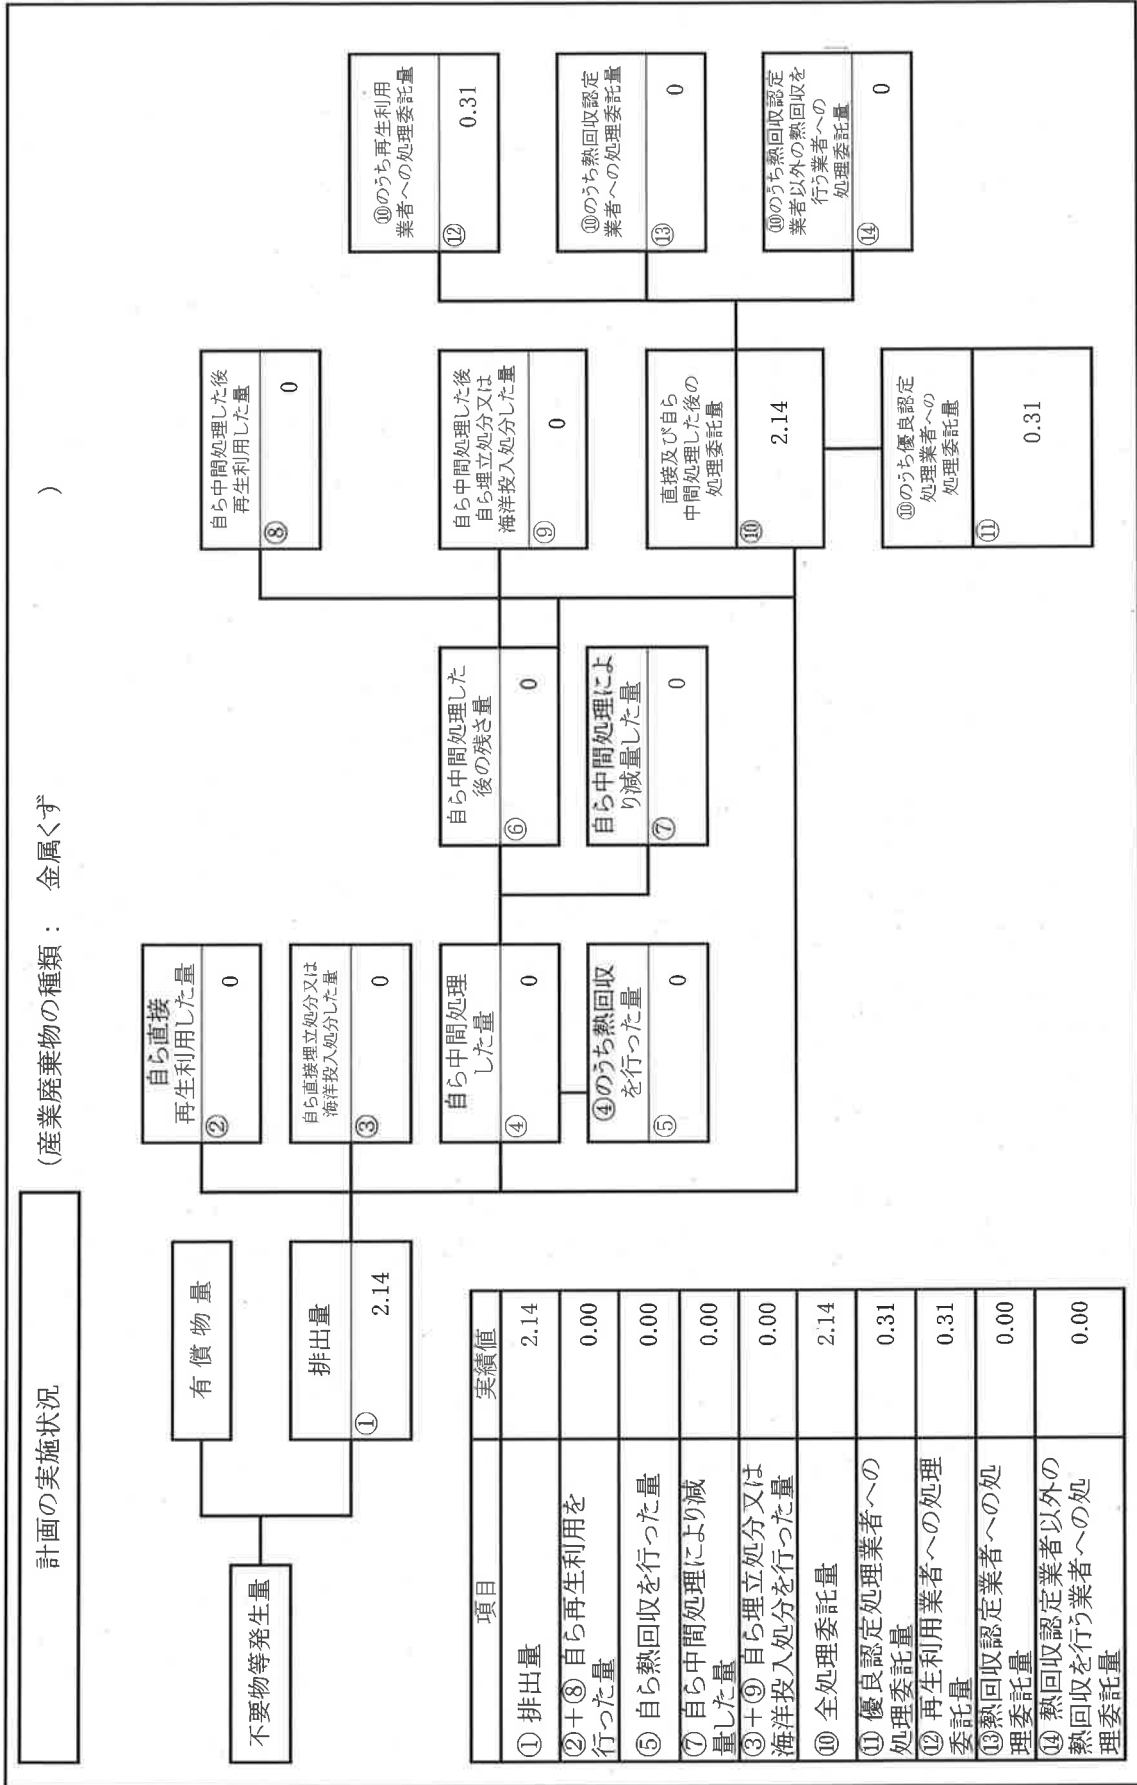 計画の実施状況
(産業廃棄物の種類： 金属くず )
不要物等発生量
有償物量
排出量
① 2.14
自ら直接
再生利用した量
② 0
自ら直接埋立処分又は
海洋投入処分した量
③ 0
自ら中間処理
した量
④ 0
④のうち熱回収
を行った量
⑤ 0
自ら中間処理した
後の残さ量
⑥ 0
自ら中間処理によ
り減量した量
⑦ 0
自ら中間処理した後
再生利用した量
⑧ 0
自ら中間処理した後
自ら埋立処分又は
海洋投入処分した量
⑨ 0
直接及び自ら
中間処理した後の
処理委託量
⑩ 2.14
⑩のうち優良認定
処理業者への
処理委託量
⑪ 0.31
⑩のうち再生利用
業者への処理委託量
⑫ 0.31
⑩のうち熱回収認定
業者への処理委託量
⑬ 0
⑩のうち熱回収認定
業者以外の熱回収を
行う業者への
処理委託量
⑭ 0
項目 実績値
① 排出量 2.14
②＋⑧ 自ら再生利用を
行った量 0.00
⑤ 自ら熱回収を行った量 0.00
⑦ 自ら中間処理により減
量した量 0.00
③＋⑨ 自ら埋立処分又は
海洋投入処分を行った量 0.00
⑩ 全処理委託量 2.14
⑪ 優良認定処理業者への
処理委託量 0.31
⑫ 再生利用業者への処理
委託量 0.31
⑬熱回収認定業者への処
理委託量 0.00
⑭ 熱回収認定業者以外の
熱回収を行う業者への処
理委託量 0.00